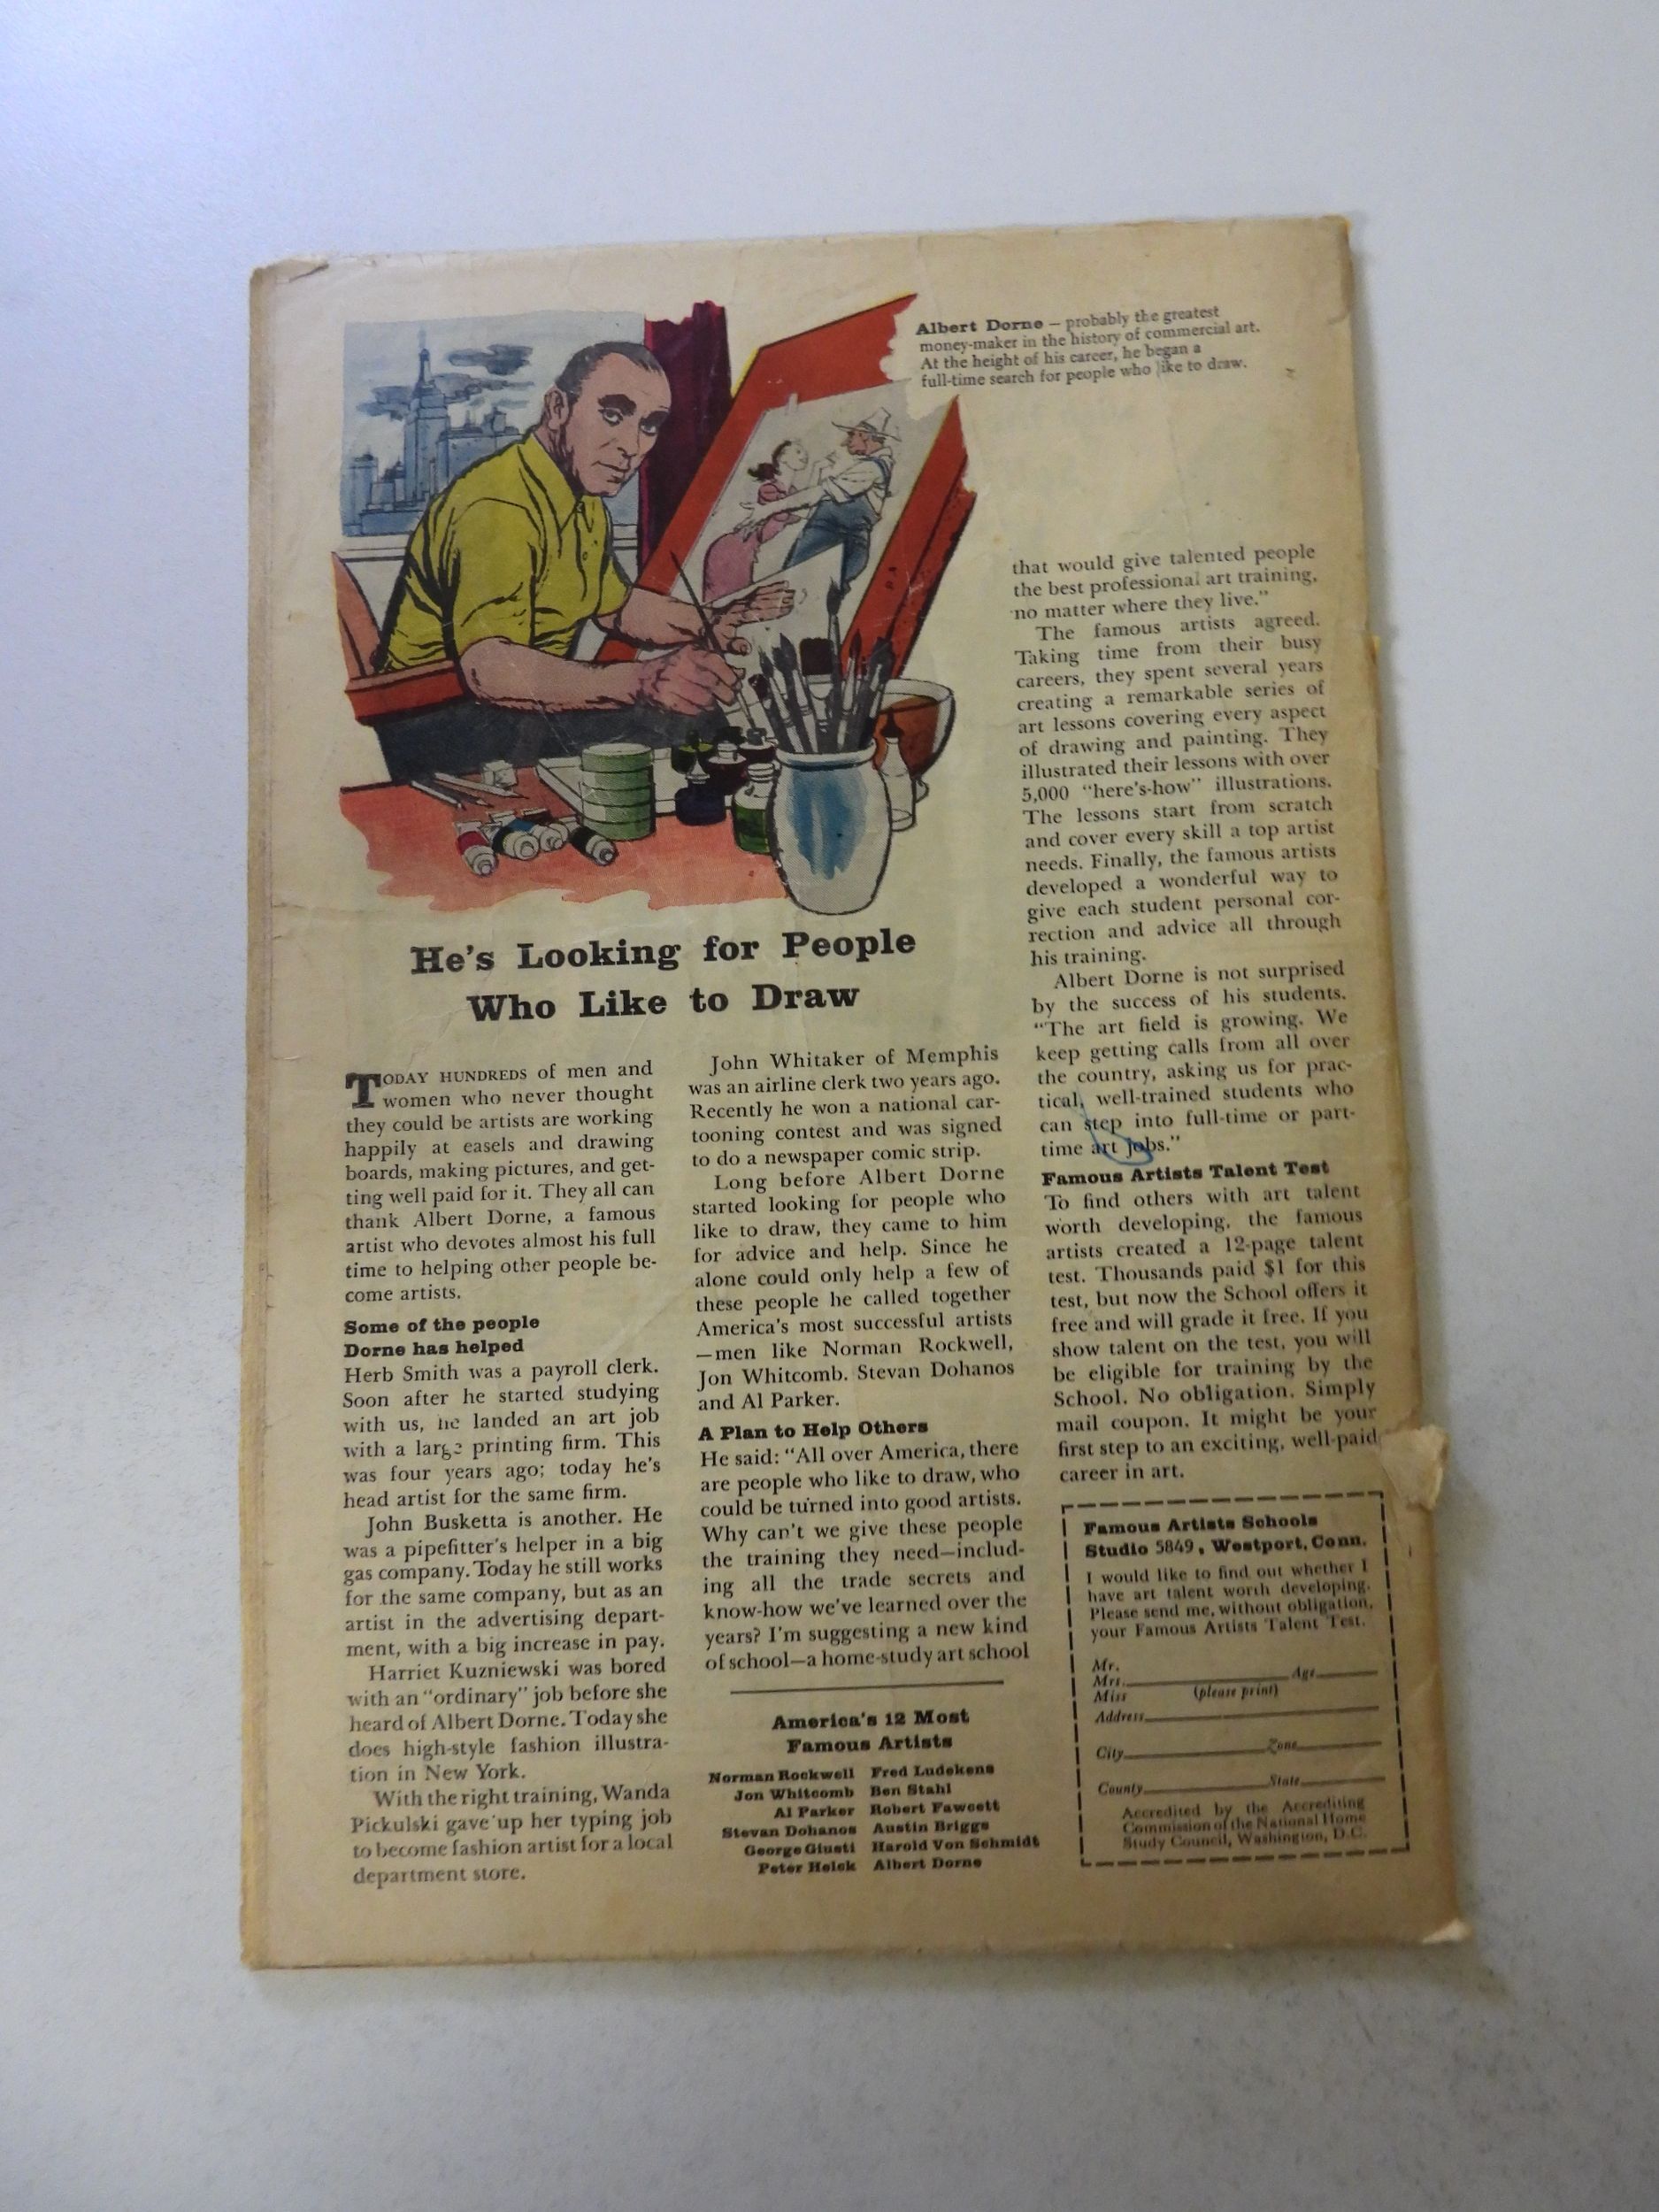 Albert Dorne — probably the greatest
money-maker in the history of commercial art.
At the height of his career, he began a
full-time search for people who like to draw.
He's Looking for People
Who Like to Draw
TODAY HUNDREDS of men and
women who never thought
they could be artists are working
happily at easels and drawing
boards, making pictures, and get-
ting well paid for it. They all can
thank Albert Dorne, a famous
artist who devotes almost his full
time to helping other people be-
come artists.
Some of the people
Dorne has helped
Herb Smith was a payroll clerk.
Soon after he started studying
with us, he landed an art job
with a large printing firm. This
was four years ago; today he's
head artist for the same firm.
John Busketta is another. He
was a pipefitter's helper in a big
gas company. Today he still works
for the same company, but as an
artist in the advertising depart-
ment, with a big increase in pay.
Harriet Kuzniewski was bored
with an "ordinary" job before she
heard of Albert Dorne. Today she
does high-style fashion illustra-
tion in New York.
With the right training, Wanda
Pickulski gave up her typing job
to become fashion artist for a local
department store.
John Whitaker of Memphis
was an airline clerk two years ago.
Recently he won a national car-
tooning contest and was signed
to do a newspaper comic strip.
Long before Albert Dorne
started looking for people who
like to draw, they came to him
for advice and help. Since he
alone could only help a few of
these people he called together
America's most successful artists
—men like Norman Rockwell,
Jon Whitcomb. Stevan Dohanos
and Al Parker.
A Plan to Help Others
He said: "All over America, there
are people who like to draw, who
could be turned into good artists.
Why can't we give these people
the training they need—includ-
ing all the trade secrets and
know-how we've learned over the
years? I'm suggesting a new kind
of school—a home-study art school
America's 12 Most
Famous Artists
Norman Rockwell Fred Ludekens
Jon Whitcomb Ben Stahl
Al Parker Robert Fawcett
Stevan Dohanos Austin Briggs
George Giusti Harold Von Schmidt
Peter Helck Albert Dorne
that would give talented people
the best professional art training,
no matter where they live."
The famous artists agreed.
Taking time from their busy
careers, they spent several years
creating a remarkable series of
art lessons covering every aspect
of drawing and painting. They
illustrated their lessons with over
5,000 "here's-how" illustrations.
The lessons start from scratch
and cover every skill a top artist
needs. Finally, the famous artists
developed a wonderful way to
give each student personal cor-
rection and advice all through
his training.
Albert Dorne is not surprised
by the success of his students.
"The art field is growing. We
keep getting calls from all over
the country, asking us for prac-
tical, well-trained students who
can step into full-time or part-
time art jobs."
Famous Artists Talent Test
To find others with art talent
worth developing, the famous
artists created a 12-page talent
test. Thousands paid $1 for this
test, but now the School offers it
free and will grade it free. If you
show talent on the test, you will
be eligible for training by the
School. No obligation. Simply
mail coupon. It might be your
first step to an exciting, well-paid
career in art.
Famous Artists Schools
Studio 5849, Westport, Conn.
I would like to find out whether I
have art talent worth developing.
Please send me, without obligation,
your Famous Artists Talent Test.
Mr.
Mrs. Age
Miss (please print)
Address
City Zone
County State
Accredited by the Accrediting
Commission of the National Home
Study Council, Washington, D.C.